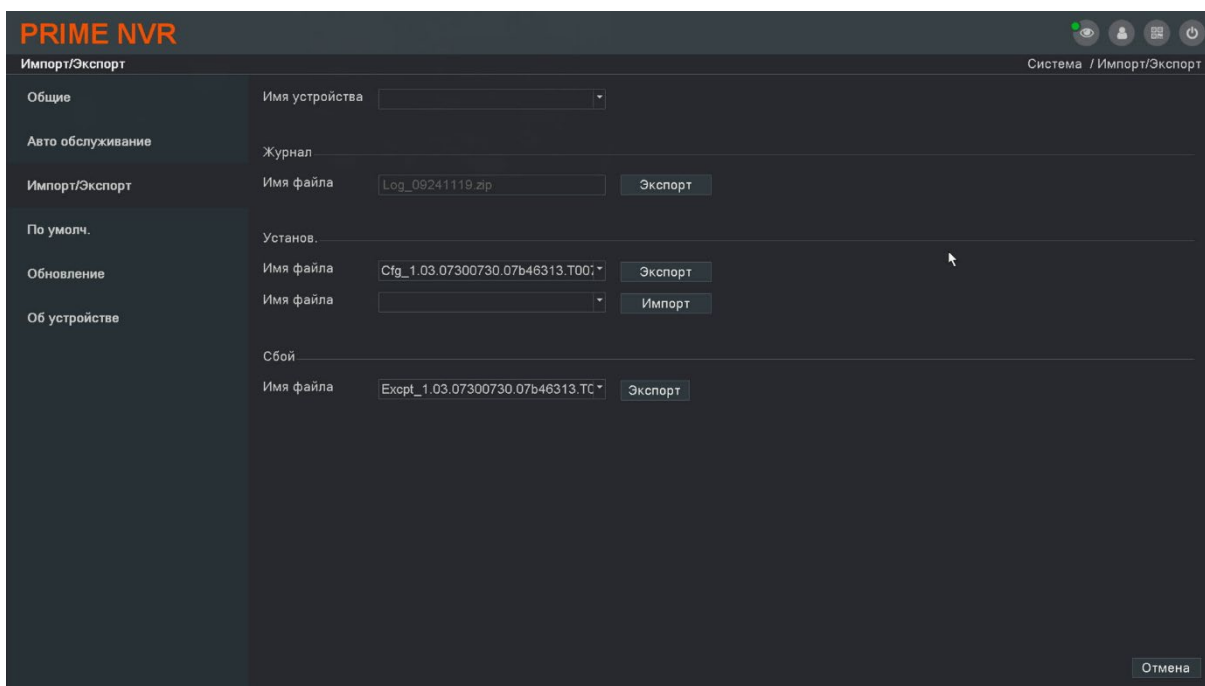 PRIME NVR
Импорт/Экспорт
Система / Импорт/Экспорт
Общие
Авто обслуживание
Импорт/Экспорт
По умолч.
Обновление
Об устройстве
Имя устройства
Журнал
Имя файла Log_09241119.zip Экспорт
Установ.
Имя файла Cfg_1.03.07300730.07b46313.T007 Экспорт
Имя файла Импорт
Сбой
Имя файла Excpt_1.03.07300730.07b46313.TC Экспорт
Отмена